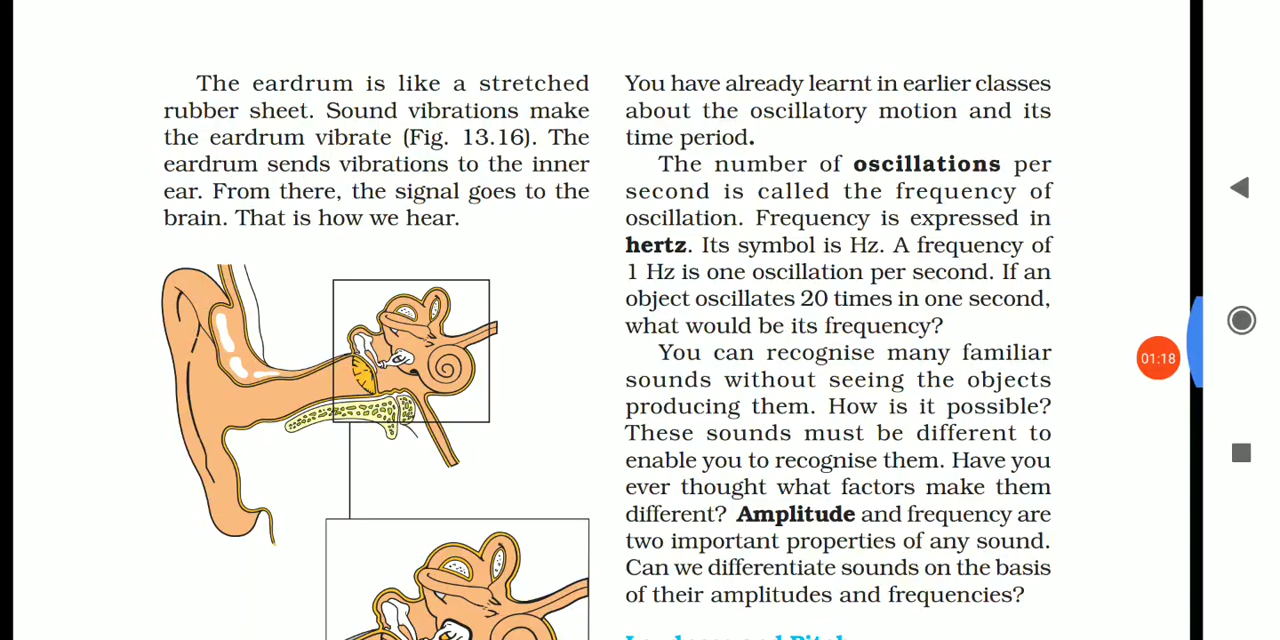 The eardrum is like a stretched
rubber sheet. Sound vibrations make
the eardrum vibrate (Fig. 13.16). The
eardrum sends vibrations to the inner
ear. From there, the signal goes to the
brain. That is how we hear.
You have already learnt in earlier classes
about the oscillatory motion and its
time period.
The number of oscillations per
second is called the frequency of
oscillation. Frequency is expressed in
hertz. Its symbol is Hz. A frequency of
1 Hz is one oscillation per second. If an
object oscillates 20 times in one second,
what would be its frequency?
You can recognise many familiar
sounds without seeing the objects
producing them. How is it possible?
These sounds must be different to
enable you to recognise them. Have you
ever thought what factors make them
different? Amplitude and frequency are
two important properties of any sound.
Can we differentiate sounds on the basis
of their amplitudes and frequencies?
Loudness and Pitch
01:18